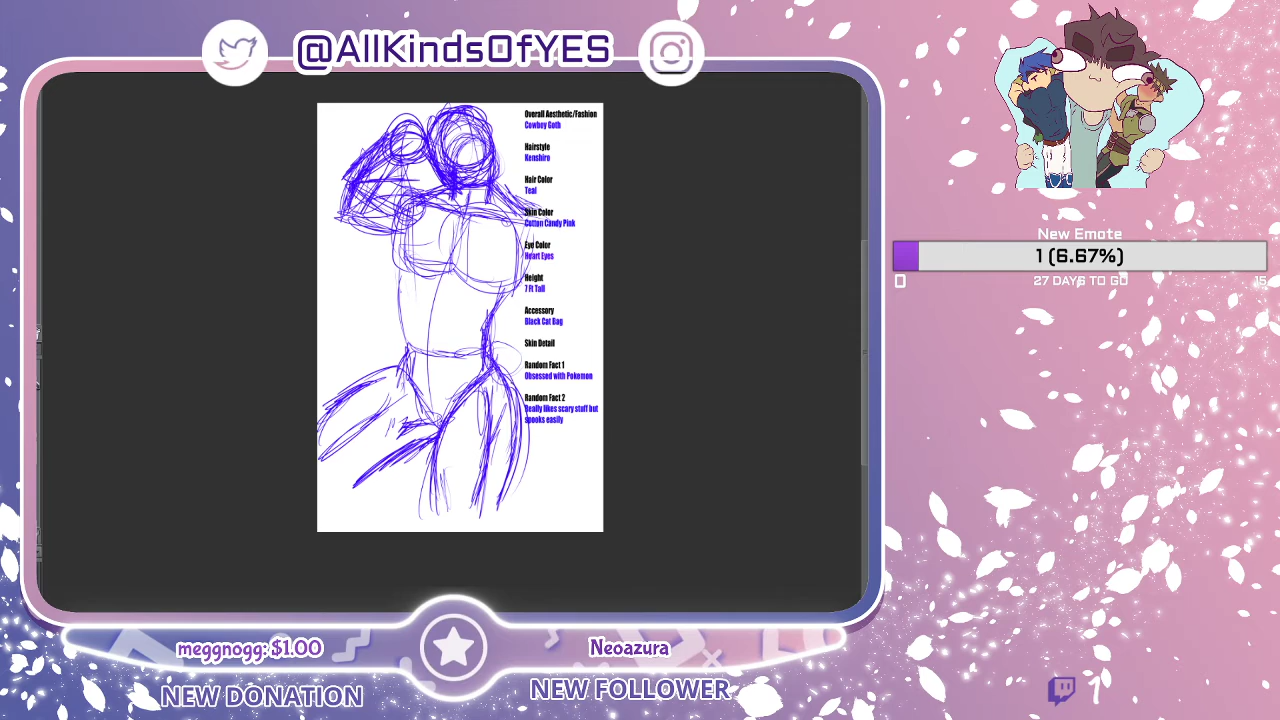 @AllKindsOfYES
Overall Aesthetic/Fashion
Cowboy Goth
Hairstyle
Kenshiro
Hair Color
Teal
Skin Color
Cotton Candy Pink
Eye Color
Heart Eyes
Height
7 Ft Tall
Accessory
Black Cat Bag
Skin Detail
Random Fact 1
Obsessed with Pokemon
Random Fact 2
Really likes scary stuff but
spooks easily
New Emote
1 (6.67%)
0 27 DAYS TO GO 15
meggnogg: $1.00
NEW DONATION
Neoazura
NEW FOLLOWER
1